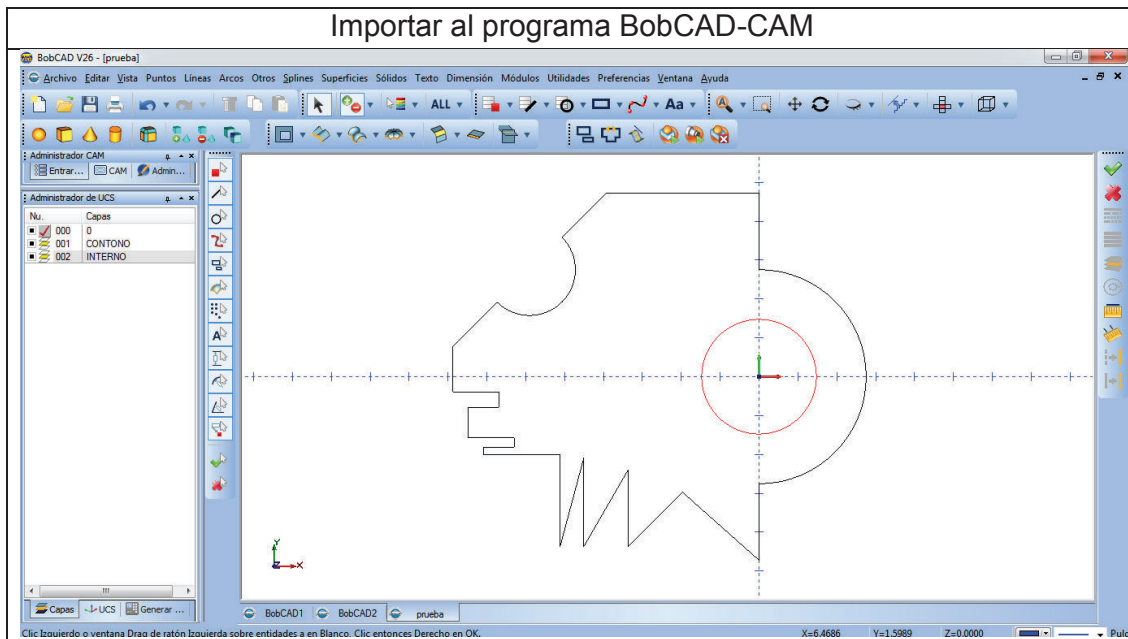 Importar al programa BobCAD-CAM
BobCAD V26 - [prueba]
Archivo Editar Vista Puntos Líneas Arcos Otros Splines Superficies Sólidos Texto Dimensión Módulos Utilidades Preferencias Ventana Ayuda
ALL
Aa
Administrador CAM
Entrar... CAM Admin...
Administrador de UCS
Nu. Capas
000 0
001 CONTONO
002 INTERNO
A
Y
Z X
Capas UCS Generar ...
BobCAD1 BobCAD2 prueba
Clic Izquierdo o ventana Drag de ratón Izquierda sobre entidades a en Blanco. Clic entonces Derecho en OK. X=6.4686 Y=1.5989 Z=0.0000 Puls